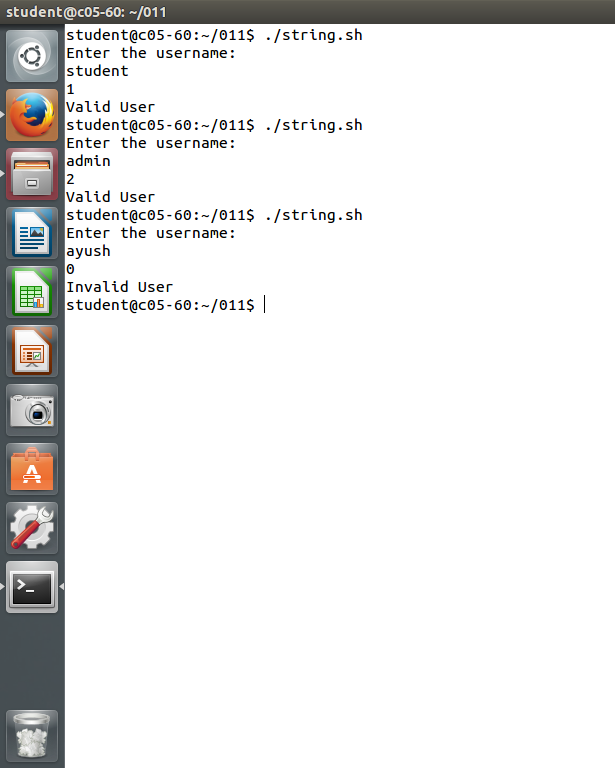 student@c05-60: ~/011
student@c05-60:~/011$ ./string.sh
Enter the username:
student
1
Valid User
student@c05-60:~/011$ ./string.sh
Enter the username:
admin
2
Valid User
student@c05-60:~/011$ ./string.sh
Enter the username:
ayush
0
Invalid User
student@c05-60:~/011$